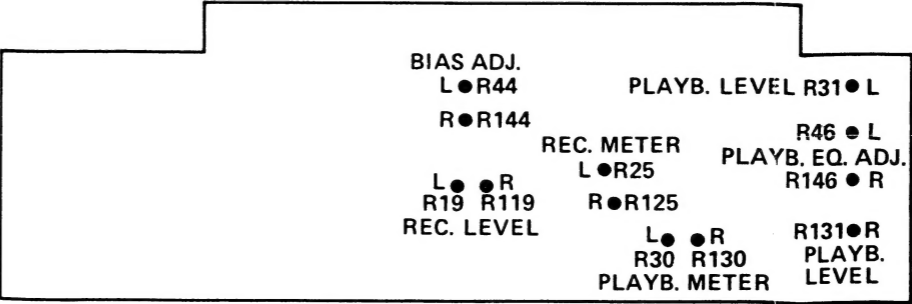 BIAS ADJ.
L ●R44
R●R144
PLAYB. LEVEL R31● L
R46 ● L
PLAYB. EQ. ADJ.
R146 ● R
REC. METER
L ●R25
R●R125
L● ● R
R19 R119
REC. LEVEL
L● ●R
R30 R130
PLAYB. METER
R131●R
PLAYB.
LEVEL